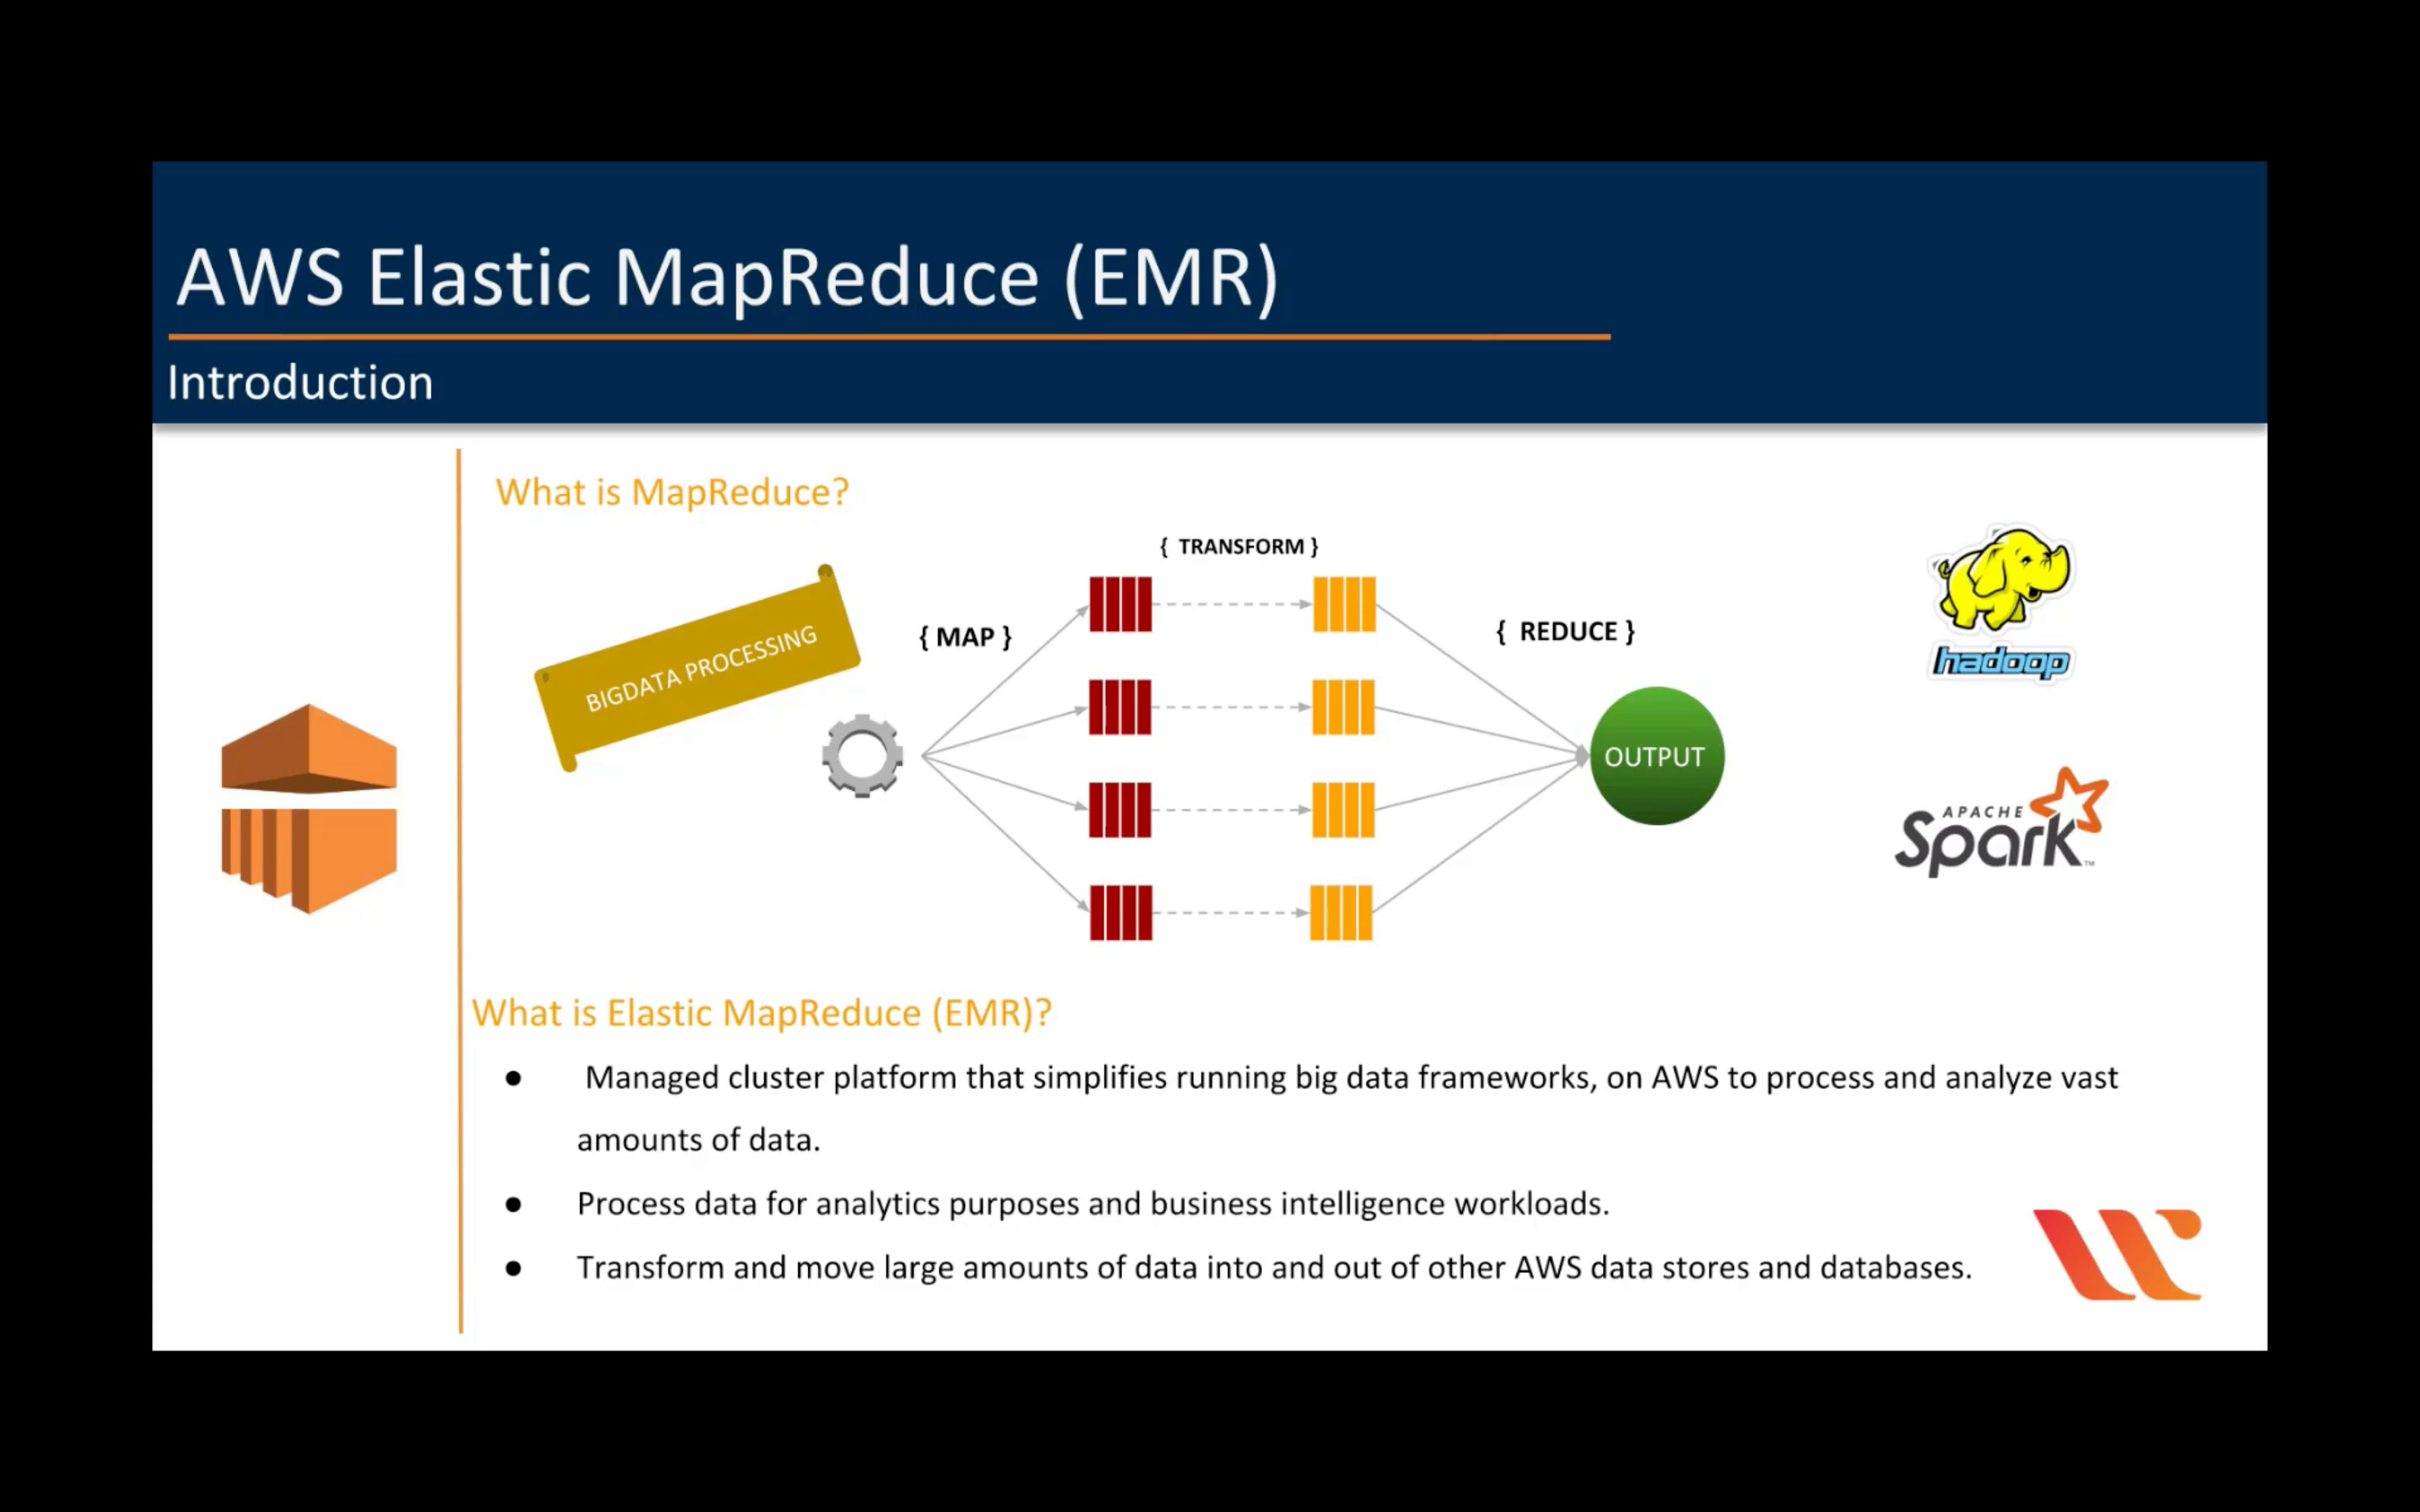 AWS Elastic MapReduce (EMR)
Introduction
What is MapReduce?
{ TRANSFORM }
BIGDATA PROCESSING
{ MAP }
{ REDUCE }
OUTPUT
hadoop
APACHE
Spark™
What is Elastic MapReduce (EMR)?
● Managed cluster platform that simplifies running big data frameworks, on AWS to process and analyze vast
amounts of data.
● Process data for analytics purposes and business intelligence workloads.
● Transform and move large amounts of data into and out of other AWS data stores and databases.